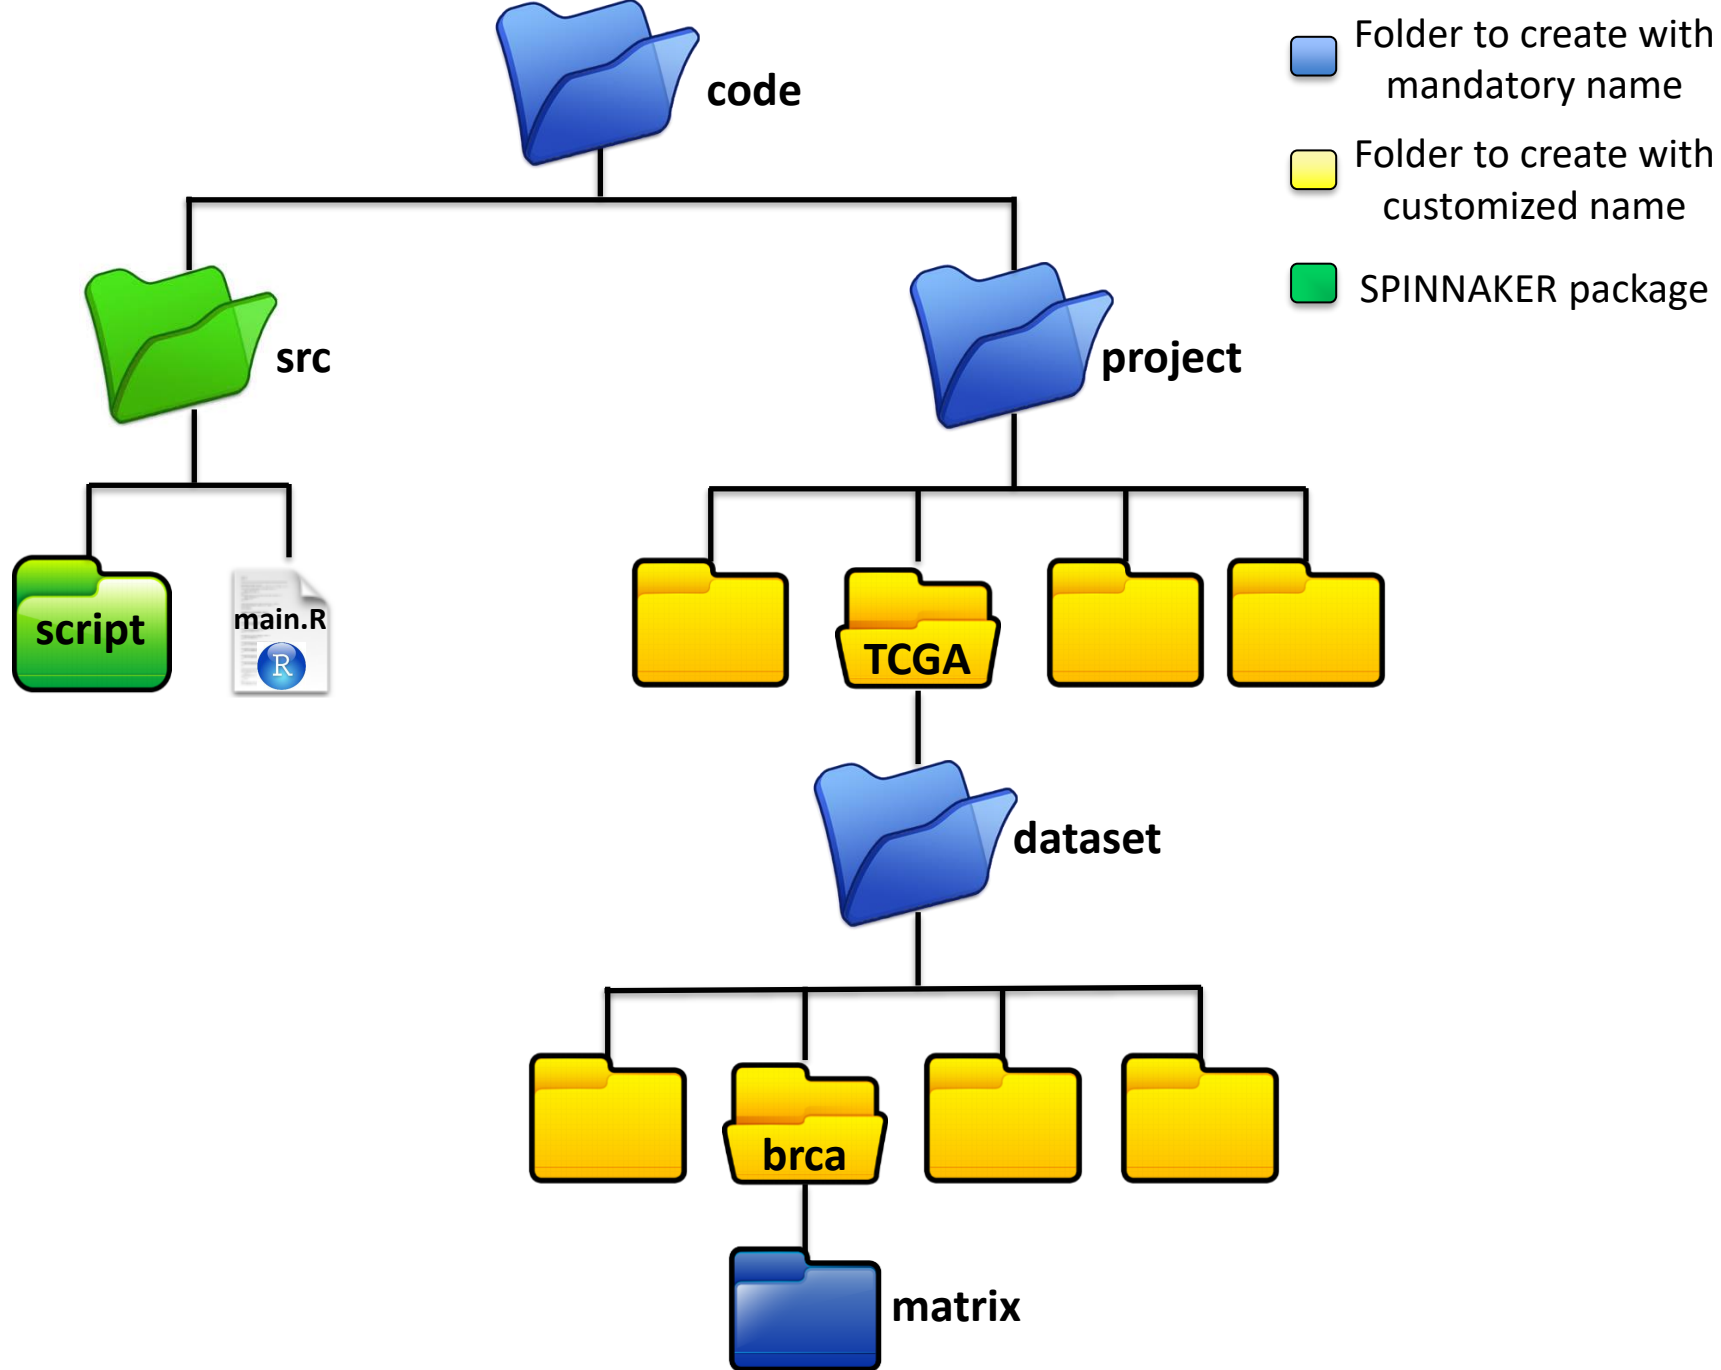 Folder to create with
mandatory name
code
Folder to create with
customized name
SPINNAKER package
src
project
script
main.R
R
TCGA
dataset
brca
matrix